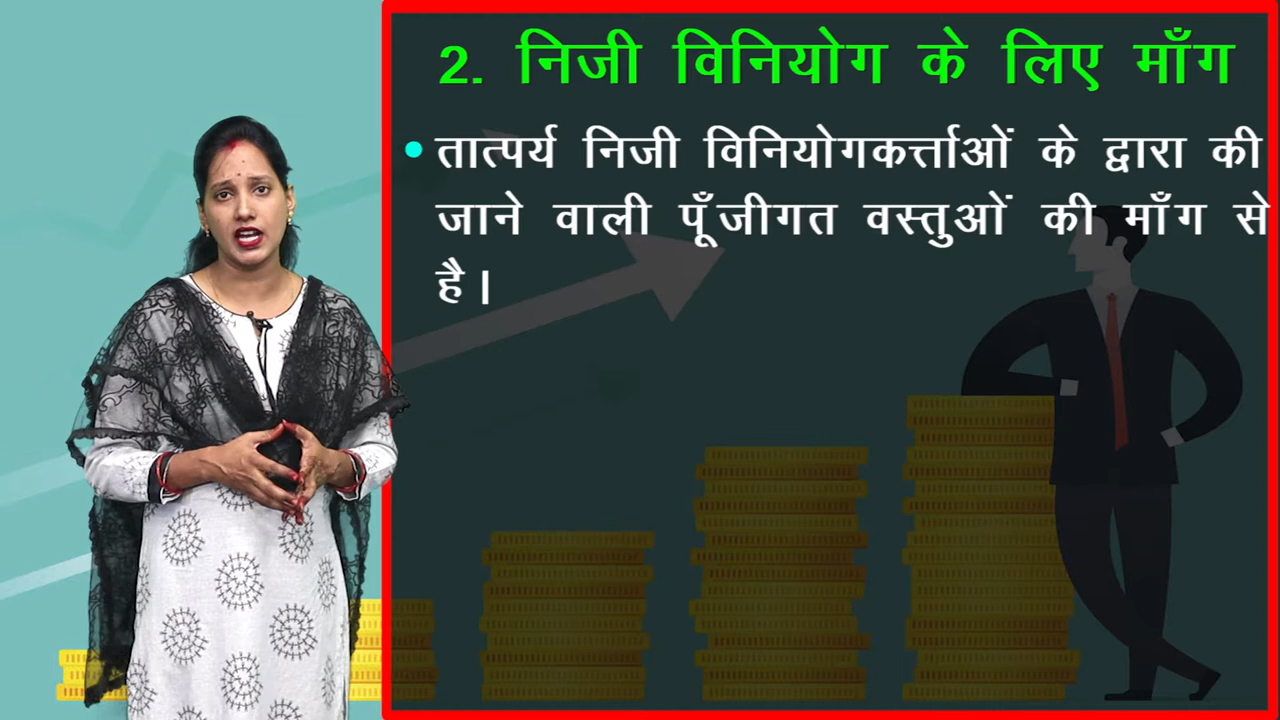 2. निजी विनियोग के लिए माँग
• तात्पर्य निजी विनियोगकर्त्ताओं के द्वारा की
जाने वाली पूँजीगत वस्तुओं की माँग से
है।